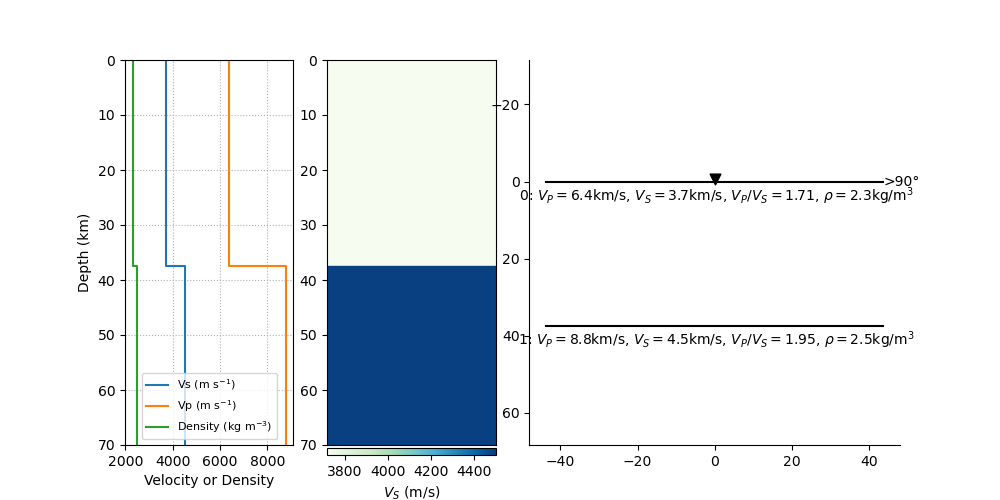 0
10
20
30
40
50
60
70
Depth (km)
2000 4000 6000 8000
Velocity or Density
Vs (m s⁻¹)
Vp (m s⁻¹)
Density (kg m⁻³)
0
10
20
30
40
50
60
70
3800 4000 4200 4400
V_S (m/s)
−20
0
20
40
60
−40 −20 0 20 40
>90°
0: V_P = 6.4km/s, V_S = 3.7km/s, V_P/V_S = 1.71, ρ = 2.3kg/m³
1: V_P = 8.8km/s, V_S = 4.5km/s, V_P/V_S = 1.95, ρ = 2.5kg/m³